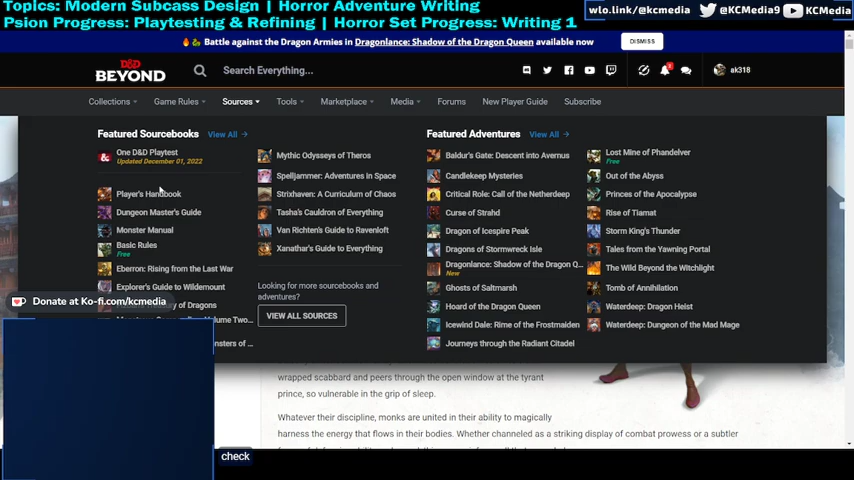 Topics: Modern Subcass Design | Horror Adventure Writing
Psion Progress: Playtesting & Refining | Horror Set Progress: Writing 1
wlo.link/@kcmedia @KCMedia9 KCMedia
Battle against the Dragon Armies in Dragonlance: Shadow of the Dragon Queen available now
DISMISS
D&D BEYOND
Search Everything...
ak318
Collections Game Rules Sources Tools Marketplace Media Forums New Player Guide Subscribe
Featured Sourcebooks View All
One D&D Playtest
Updated December 01, 2022
Player's Handbook
Dungeon Master's Guide
Monster Manual
Basic Rules
Free
Eberron: Rising from the Last War
Explorer's Guide to Wildemount
of Dragons
Volume Two...
nsters of ...
Mythic Odysseys of Theros
Spelljammer: Adventures in Space
Strixhaven: A Curriculum of Chaos
Tasha's Cauldron of Everything
Van Richten's Guide to Ravenloft
Xanathar's Guide to Everything
Looking for more sourcebooks and
adventures?
VIEW ALL SOURCES
Featured Adventures View All
Baldur's Gate: Descent into Avernus
Candlekeep Mysteries
Critical Role: Call of the Netherdeep
Curse of Strahd
Dragon of Icespire Peak
Dragons of Stormwreck Isle
Dragonlance: Shadow of the Dragon Q...
New
Ghosts of Saltmarsh
Hoard of the Dragon Queen
Icewind Dale: Rime of the Frostmaiden
Journeys through the Radiant Citadel
Lost Mine of Phandelver
Free
Out of the Abyss
Princes of the Apocalypse
Rise of Tiamat
Storm King's Thunder
Tales from the Yawning Portal
The Wild Beyond the Witchlight
Tomb of Annihilation
Waterdeep: Dragon Heist
Waterdeep: Dungeon of the Mad Mage
Donate at Ko-fi.com/kcmedia
wrapped scabbard and peers through the open window at the tyrant
prince, so vulnerable in the grip of sleep.
Whatever their discipline, monks are united in their ability to magically
harness the energy that flows in their bodies. Whether channeled as a striking display of combat prowess or a subtler
check